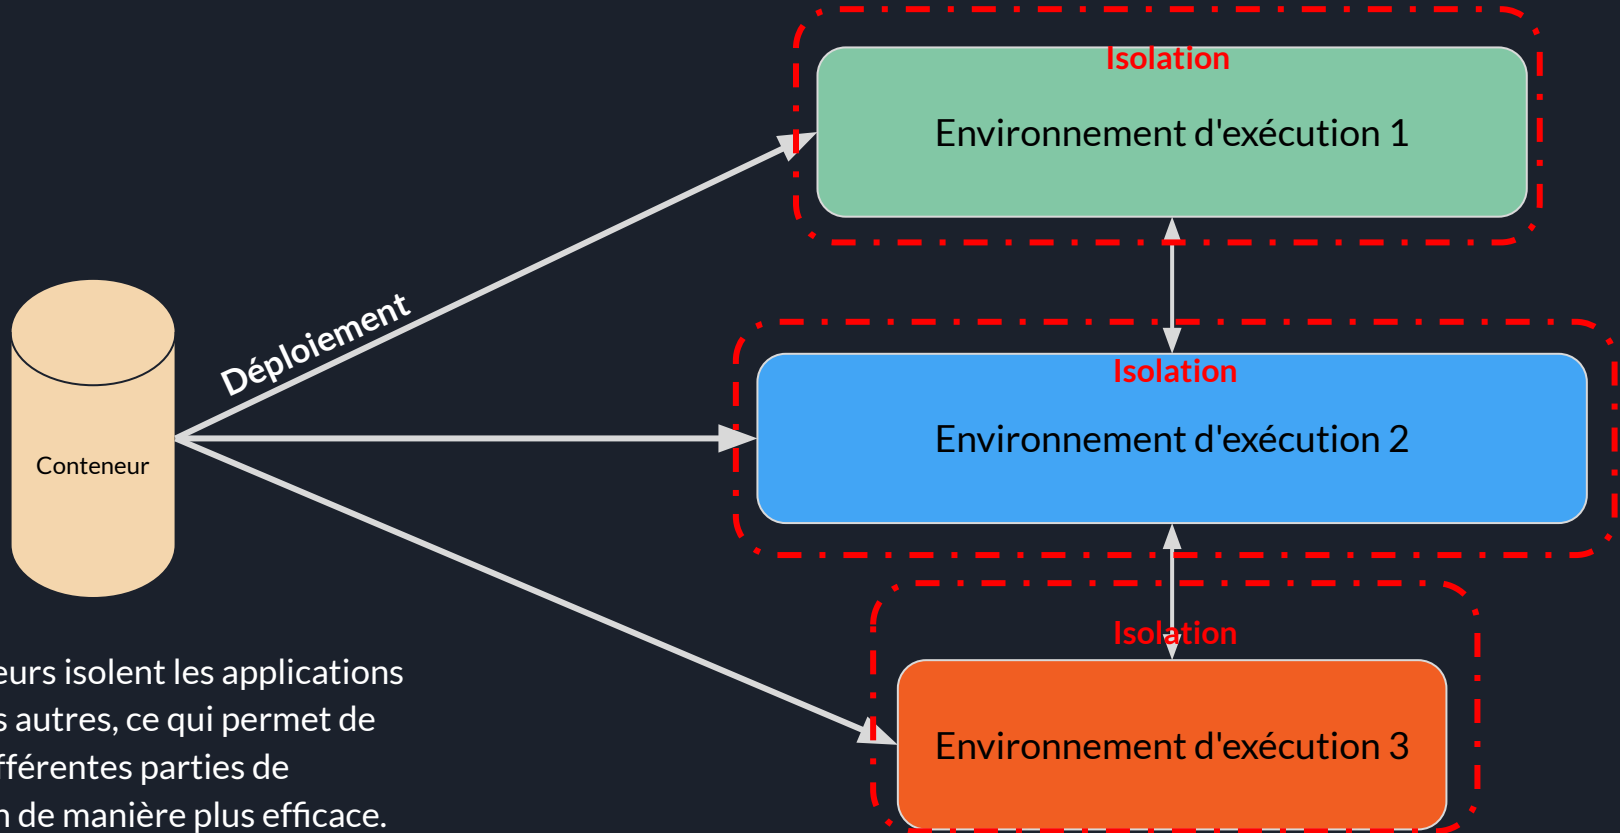 Isolation
Environnement d'exécution 1
Déploiement
Isolation
Environnement d'exécution 2
Conteneur
Isolation
Environnement d'exécution 3
eurs isolent les applications
s autres, ce qui permet de
fférentes parties de
n de manière plus efficace.